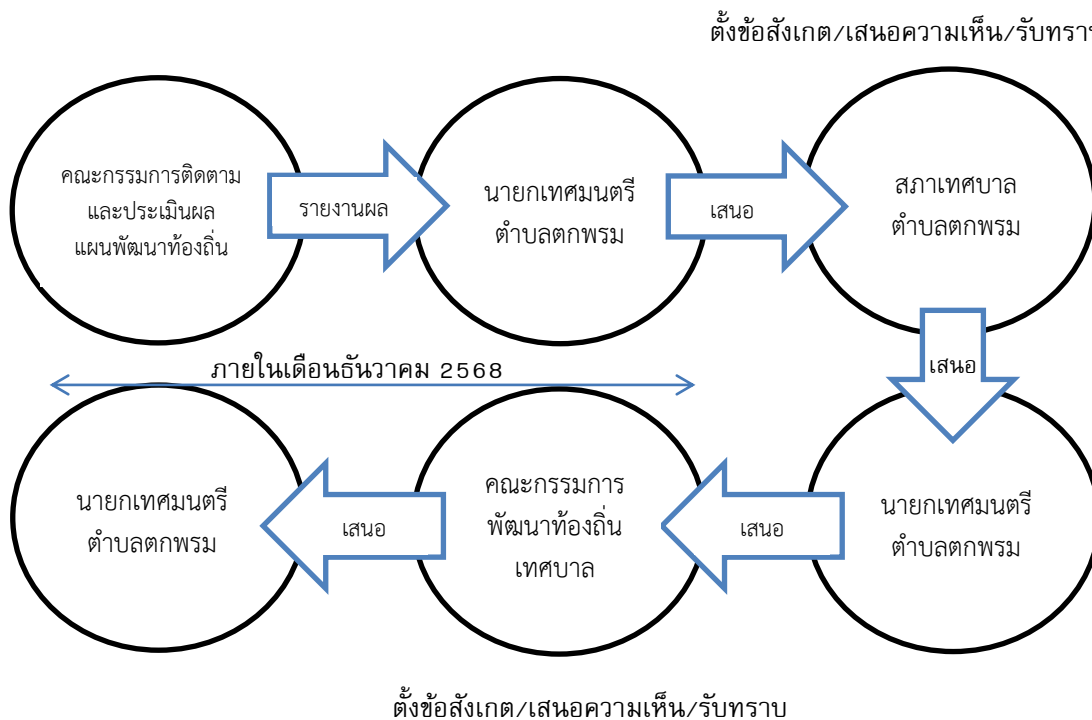 ตั้งข้อสังเกต/เสนอความเห็น/รับทราบ
คณะกรรมการติดตาม
และประเมินผล
แผนพัฒนาท้องถิ่น
รายงานผล
นายกเทศมนตรี
ตำบลตกพรม
เสนอ
สภาเทศบาล
ตำบลตกพรม
เสนอ
ภายในเดือนธันวาคม 2568
นายกเทศมนตรี
ตำบลตกพรม
เสนอ
คณะกรรมการ
พัฒนาท้องถิ่น
เทศบาล
เสนอ
นายกเทศมนตรี
ตำบลตกพรม
ตั้งข้อสังเกต/เสนอความเห็น/รับทราบ